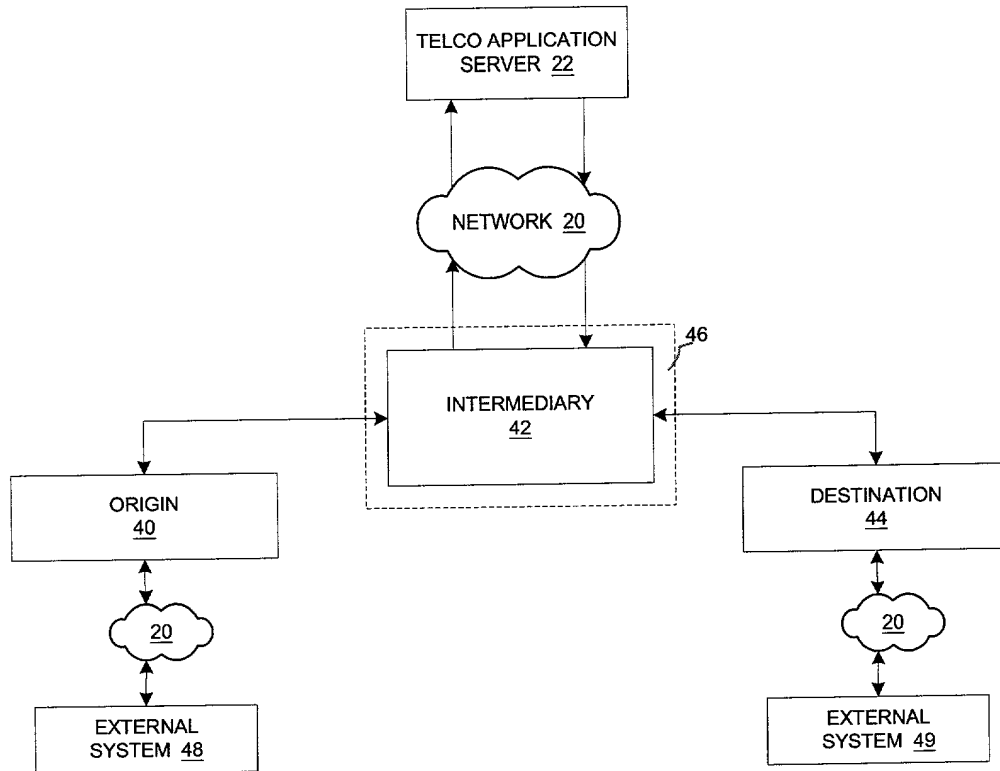 TELCO APPLICATION
SERVER 22
NETWORK 20
46
INTERMEDIARY
42
ORIGIN
40
DESTINATION
44
20
20
EXTERNAL
SYSTEM 48
EXTERNAL
SYSTEM 49